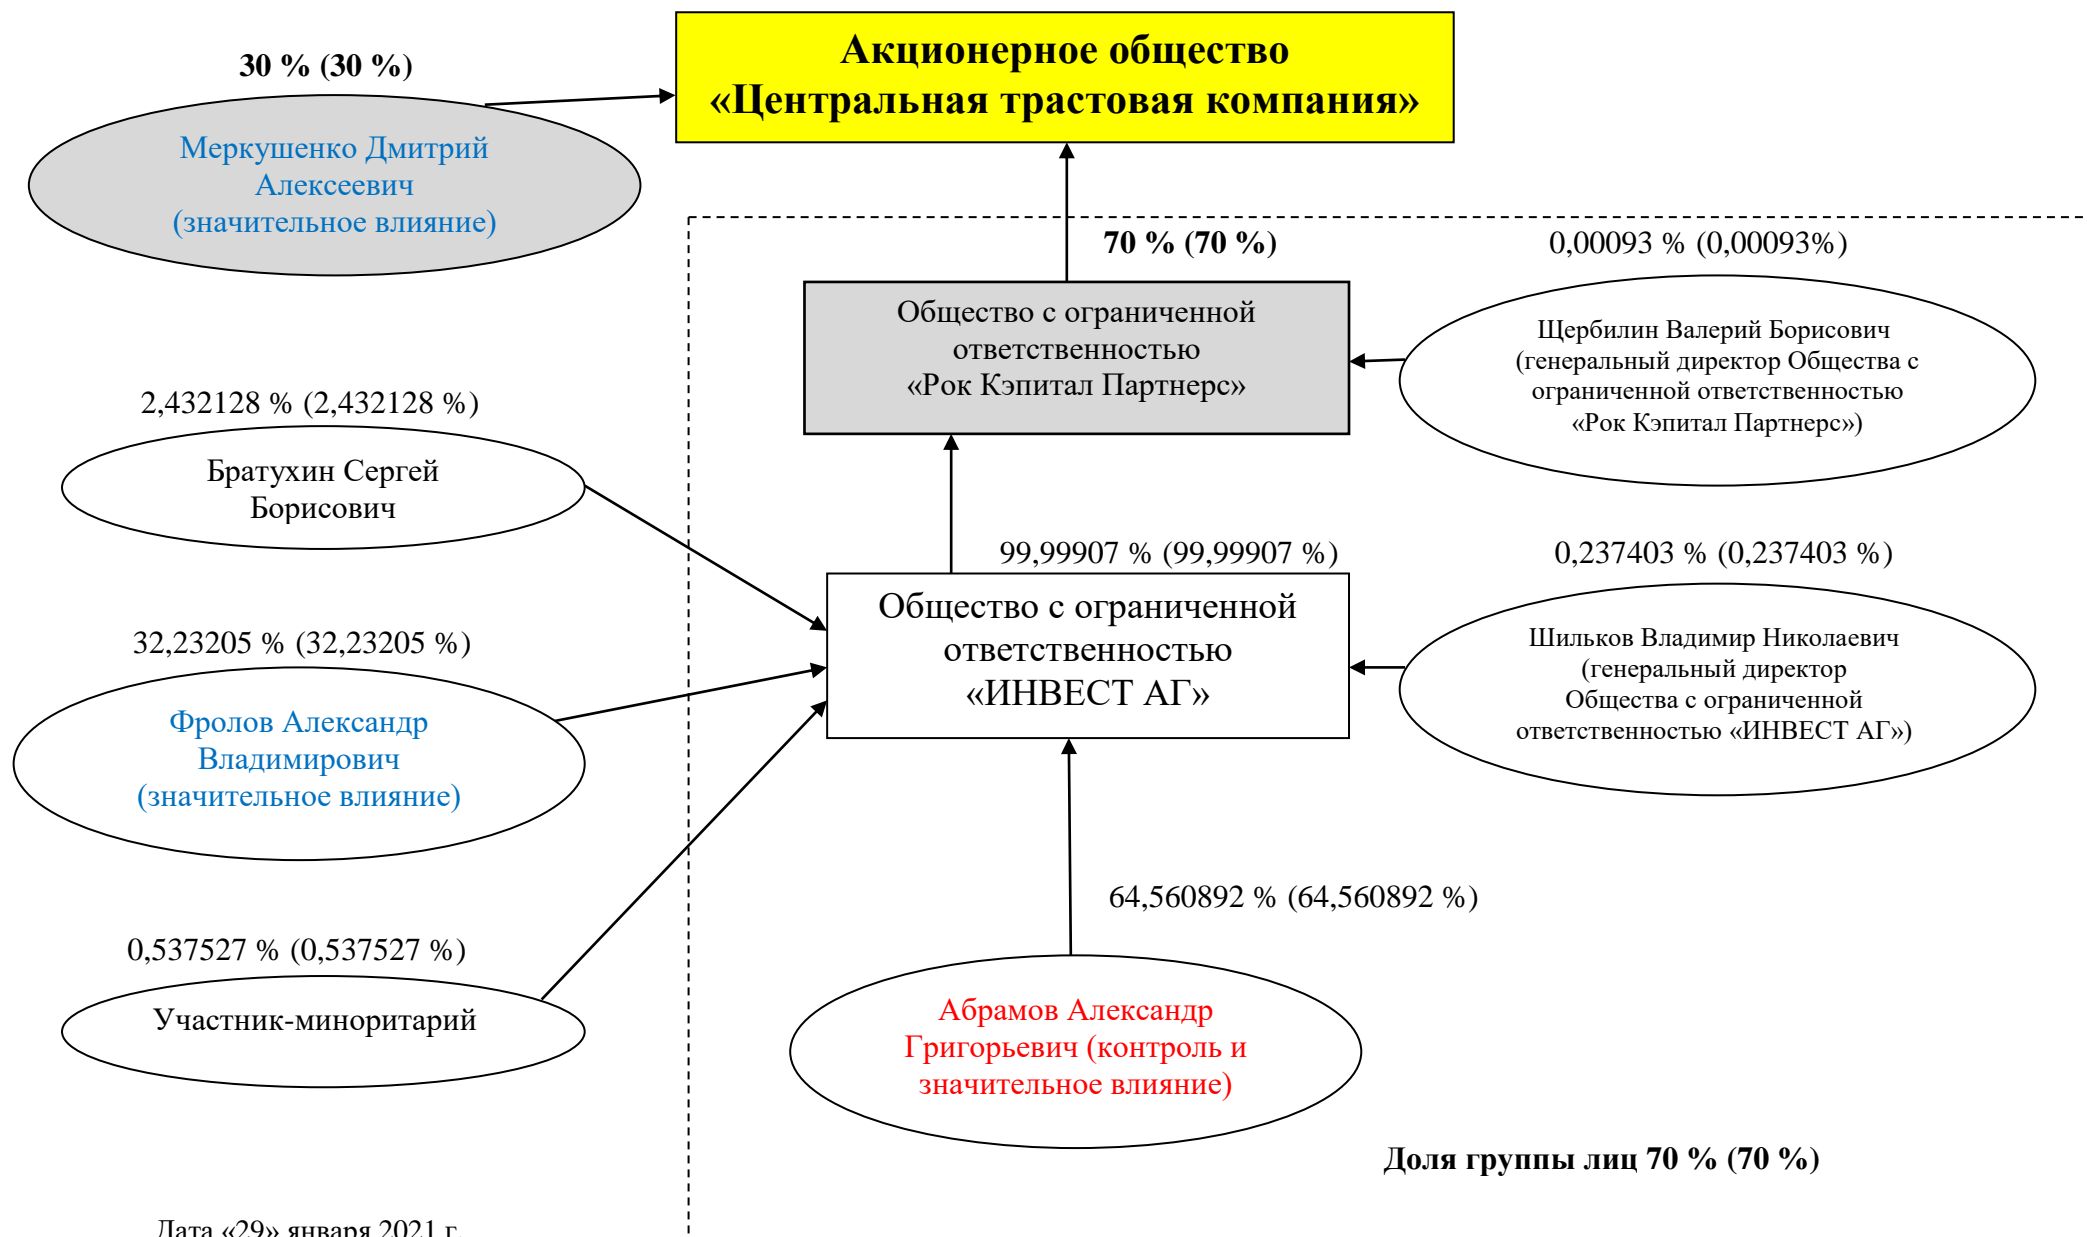 Акционерное общество
«Центральная трастовая компания»
30 % (30 %)
Меркушенко Дмитрий
Алексеевич
(значительное влияние)
70 % (70 %)
0,00093 % (0,00093%)
Общество с ограниченной
ответственностью
«Рок Кэпитал Партнерс»
Щербилин Валерий Борисович
(генеральный директор Общества с
ограниченной ответственностью
«Рок Кэпитал Партнерс»)
2,432128 % (2,432128 %)
Братухин Сергей
Борисович
99,99907 % (99,99907 %)
0,237403 % (0,237403 %)
Общество с ограниченной
ответственностью
«ИНВЕСТ АГ»
Шильков Владимир Николаевич
(генеральный директор
Общества с ограниченной
ответственностью «ИНВЕСТ АГ»)
32,23205 % (32,23205 %)
Фролов Александр
Владимирович
(значительное влияние)
64,560892 % (64,560892 %)
0,537527 % (0,537527 %)
Участник-миноритарий
Абрамов Александр
Григорьевич (контроль и
значительное влияние)
Доля группы лиц 70 % (70 %)
Дата «29» января 2021 г.